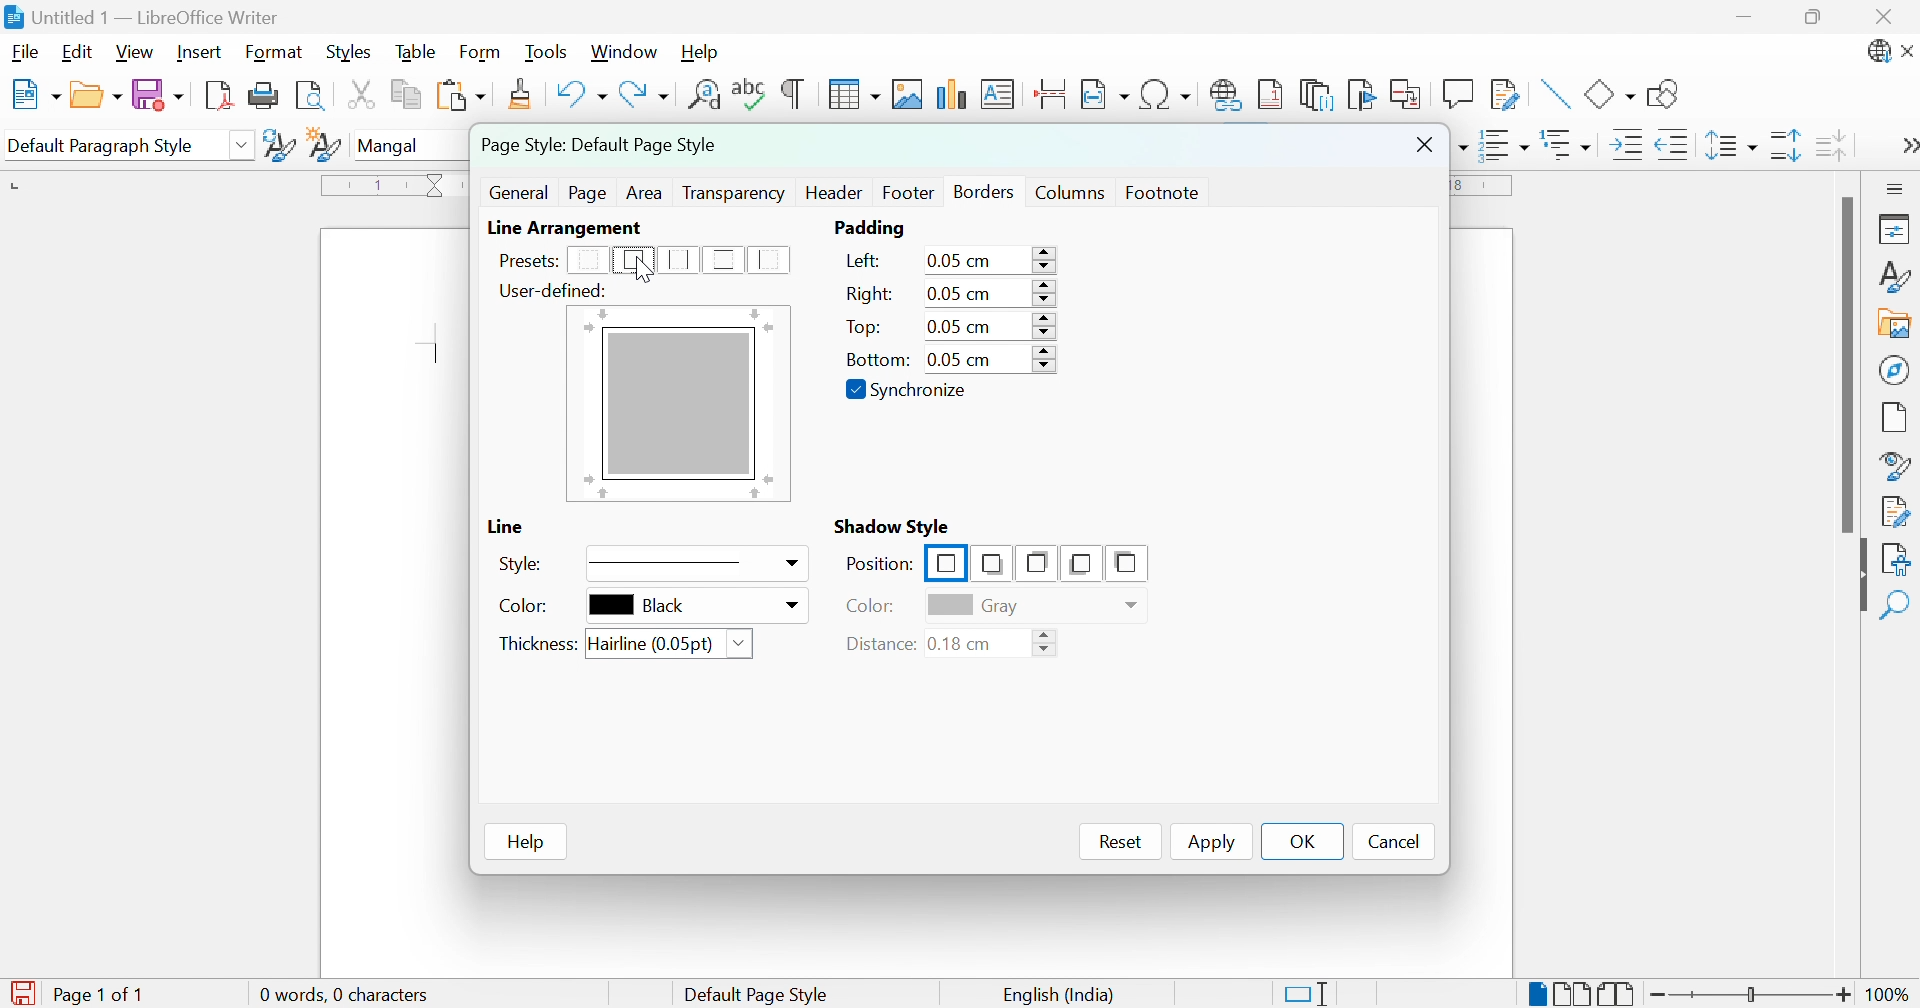 Untitled 1 — LibreOffice Writer
File Edit View Insert Format Styles Table Form Tools Window Help
Default Paragraph Style Mangal
Page Style: Default Page Style
1 18
General Page Area Transparency Header Footer Borders Columns Footnote
Line Arrangement
Presets:
User-defined:
Padding
Left: 0.05 cm
Right: 0.05 cm
Top: 0.05 cm
Bottom: 0.05 cm
Synchronize
Line
Style:
Color: Black
Thickness: Hairline (0.05pt)
Shadow Style
Position:
Color: Gray
Distance: 0.18 cm
Help Reset Apply OK Cancel
Page 1 of 1 0 words, 0 characters Default Page Style English (India) 100%